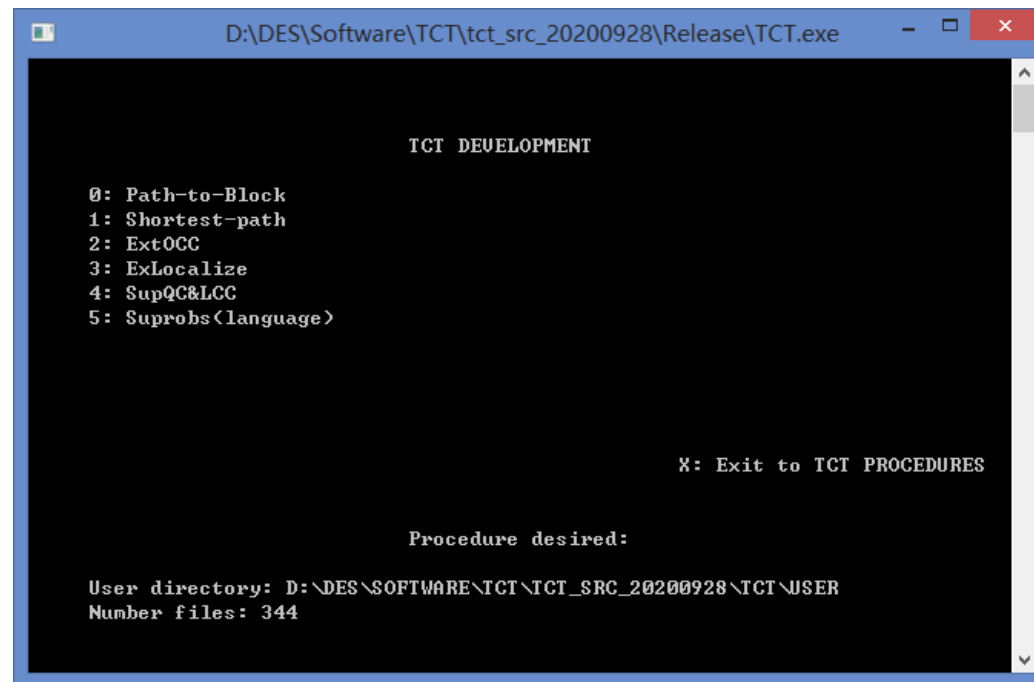 D:\DES\Software\TCT\tct_src_20200928\Release\TCT.exe
TCT DEVELOPMENT
0: Path-to-Block
1: Shortest-path
2: ExtOCC
3: ExLocalize
4: SupQC&LCC
5: Suprobs(language)
X: Exit to TCT PROCEDURES
Procedure desired:
User directory: D:\DES\SOFTWARE\TCT\TCT_SRC_20200928\TCT\USER
Number files: 344